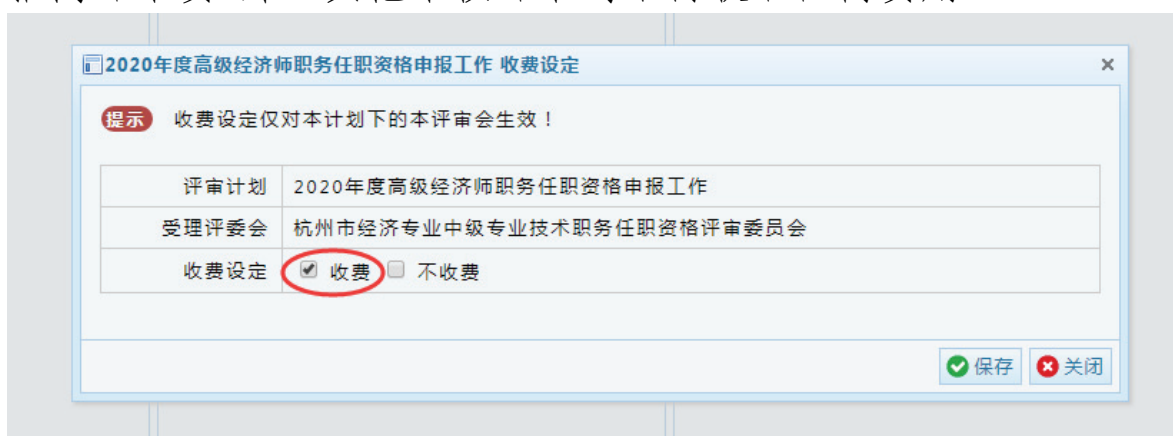 2020年度高级经济师职务任职资格申报工作 收费设定
提示 收费设定仅对本计划下的本评审会生效！
评审计划 2020年度高级经济师职务任职资格申报工作
受理评委会 杭州市经济专业中级专业技术职务任职资格评审委员会
收费设定 收费 不收费
保存 关闭